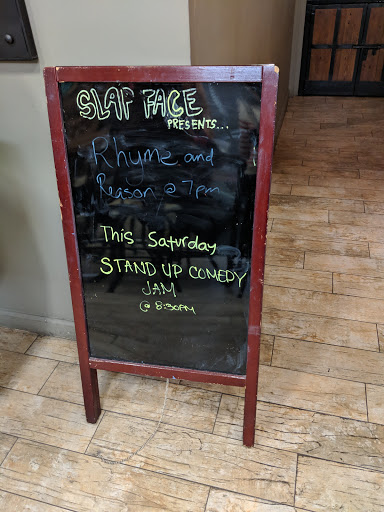 SLAP FACE
PRESENTS...
Rhyme and
Reason @ 7pm
This Saturday
STAND UP COMEDY
JAM
@ 8:30PM